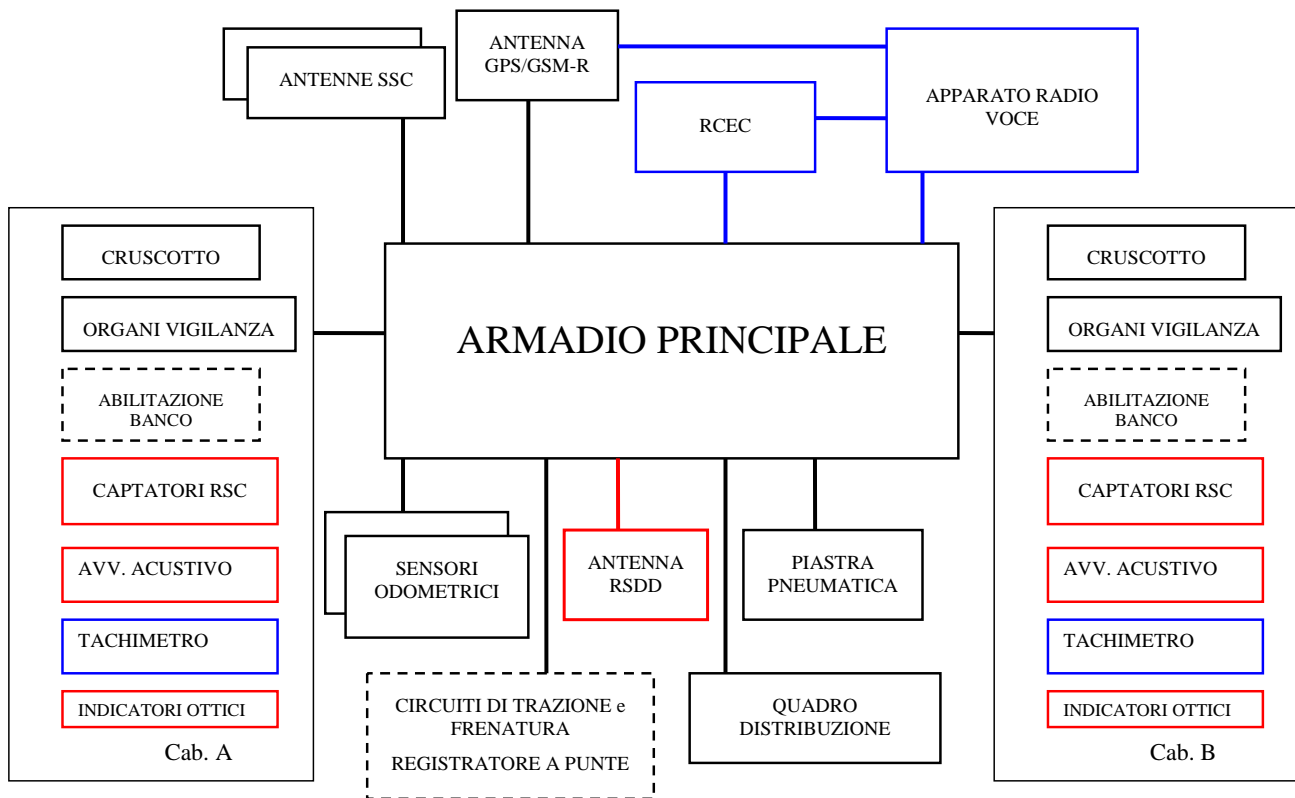 ANTENNE SSC
ANTENNA
GPS/GSM-R
RCEC
APPARATO RADIO
VOCE
CRUSCOTTO
ORGANI VIGILANZA
ABILITAZIONE
BANCO
CAPTATORI RSC
AVV. ACUSTIVO
TACHIMETRO
INDICATORI OTTICI
Cab. A
ARMADIO PRINCIPALE
CRUSCOTTO
ORGANI VIGILANZA
ABILITAZIONE
BANCO
CAPTATORI RSC
AVV. ACUSTIVO
TACHIMETRO
INDICATORI OTTICI
Cab. B
SENSORI
ODOMETRICI
ANTENNA
RSDD
PIASTRA
PNEUMATICA
CIRCUITI DI TRAZIONE e
FRENATURA
REGISTRATORE A PUNTE
QUADRO
DISTRIBUZIONE